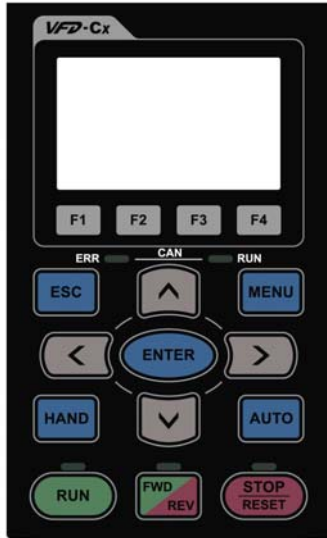 VFD-Cx
F1 F2 F3 F4
ERR CAN RUN
ESC MENU
ENTER
HAND AUTO
RUN FWD REV STOP RESET